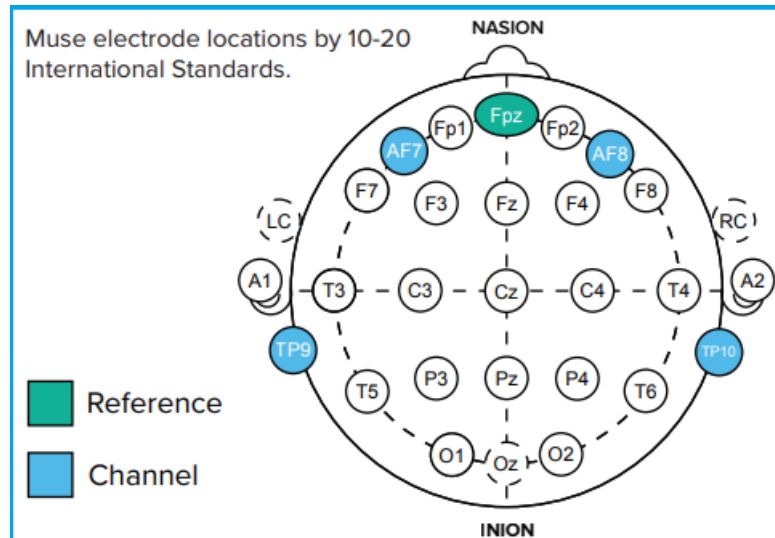 Muse electrode locations by 10-20
International Standards.
NASION
Fp1
Fpz
Fp2
AF7
AF8
F7
F3
Fz
F4
F8
LC
RC
A1
T3
C3
Cz
C4
T4
A2
TP9
TP10
T5
P3
Pz
P4
T6
Reference
O1
Oz
O2
Channel
INION